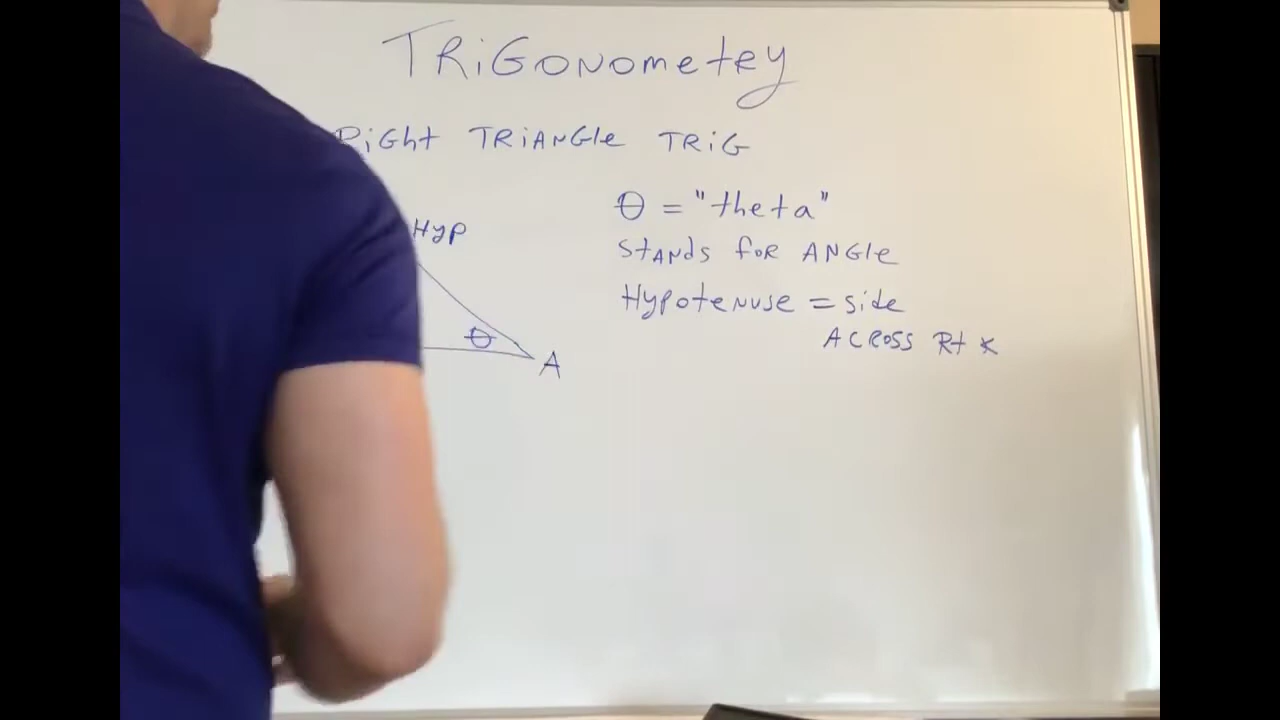 TRiGONOmetRy
Right TRiANGle TRiG
θ = "theta"
Hyp
stANds foR ANGle
Hypotenuse = side
ACROSS Rt ∡
θ
A